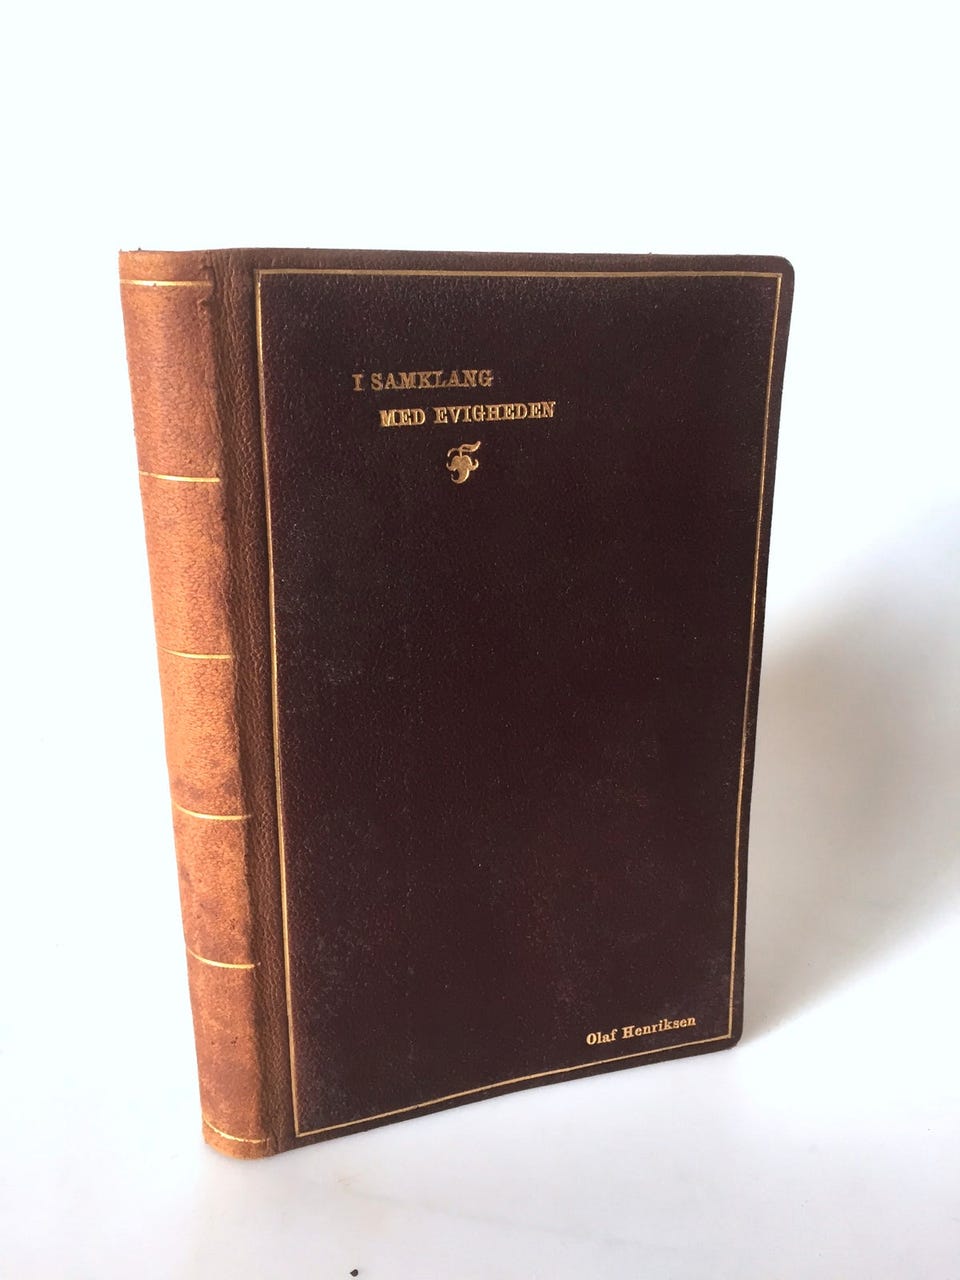 I SAMKLANG
MED EVIGHEDEN
Olaf Henriksen